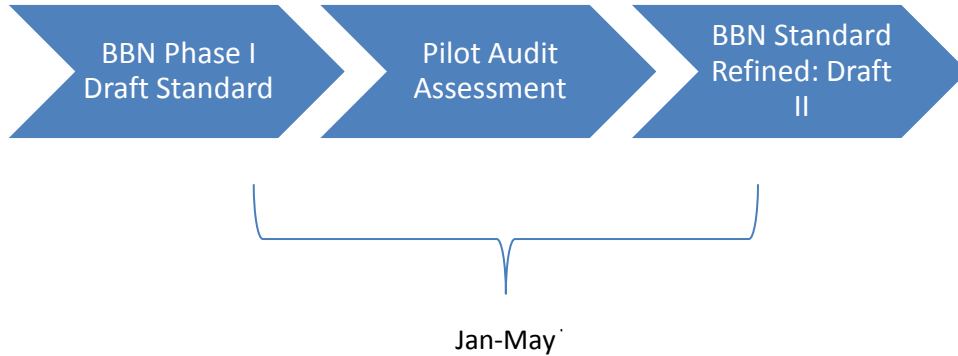 BBN Phase I
Draft Standard
Pilot Audit
Assessment
BBN Standard
Refined: Draft
II
Jan-May